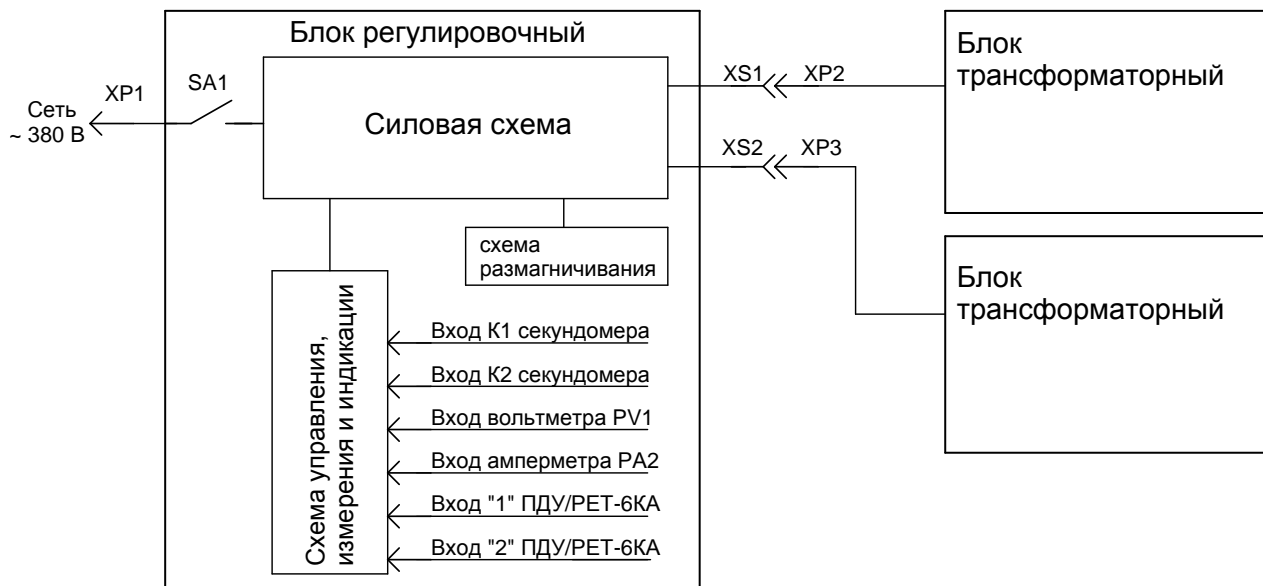 Блок регулировочный
Сеть
~ 380 В
XP1
SA1
Силовая схема
XS1
XP2
XS2
XP3
Блок
трансформаторный
Блок
трансформаторный
схема
размагничивания
Схема управления,
измерения и индикации
Вход К1 секундомера
Вход К2 секундомера
Вход вольтметра PV1
Вход амперметра PA2
Вход "1" ПДУ/РЕТ-6КА
Вход "2" ПДУ/РЕТ-6КА